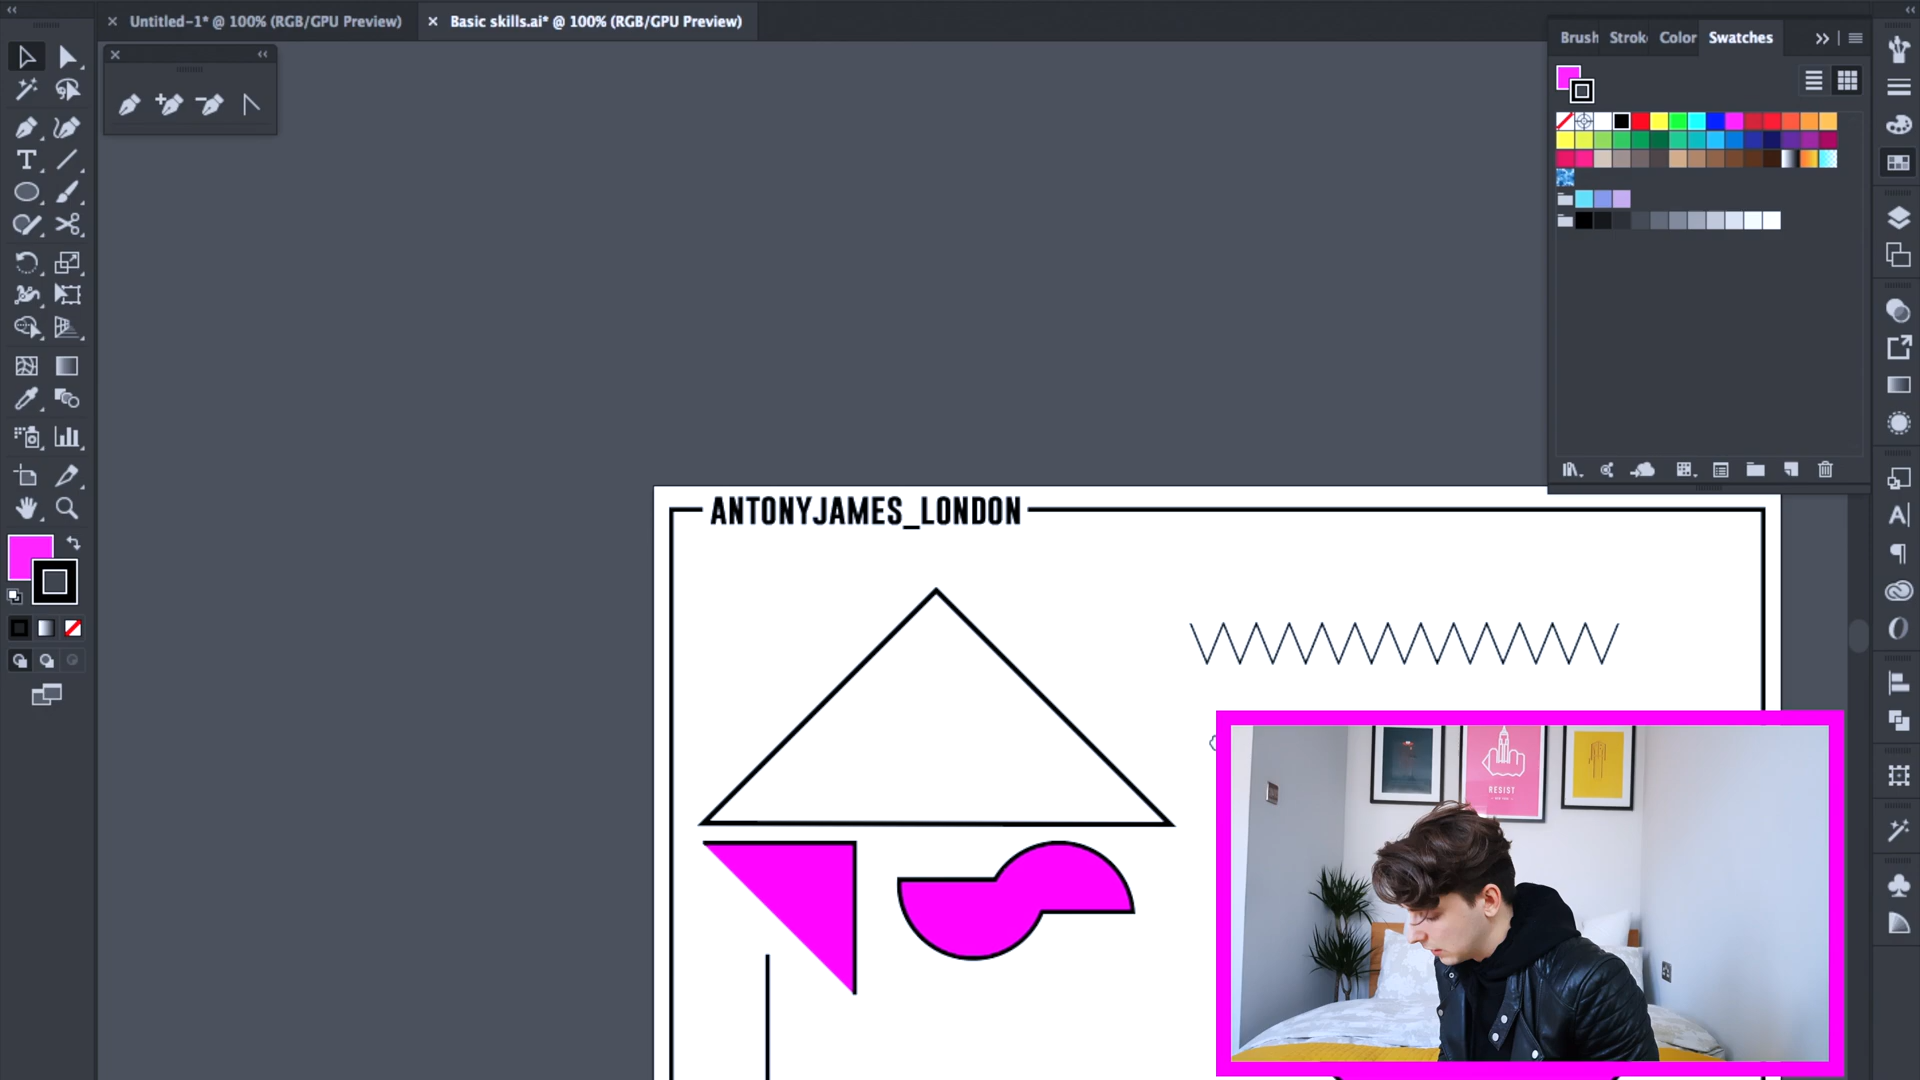 Untitled-1* @ 100% (RGB/GPU Preview)
Basic skills.ai* @ 100% (RGB/GPU Preview)
Brush
Strok
Color
Swatches
ANTONYJAMES_LONDON
RESIST